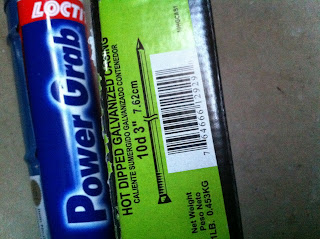 LOCTI
Power Grab
HOT DIPPED GALVANIZED CASING
CALIENTE SUMERGIDO GALVANIZADO CONTENEDOR
10d 3" 7.62cm
Net Weight
Peso Neto
1LB. 0.453KG